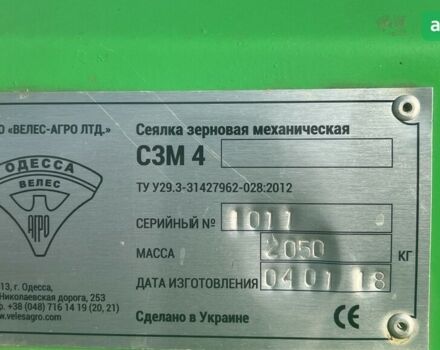 О «ВЕЛЕС-АГРО ЛТД.»
Сеялка зерновая механическая
СЗМ 4
ОДЕССА
ВЕЛЕС
АГРО
ТУ У29.3-31427962-028:2012
СЕРИЙНЫЙ № 1011
МАССА 2050 КГ
ДАТА ИЗГОТОВЛЕНИЯ 04 01 18
13, г. Одесса,
Николаевская дорога, 253
р. +38 (048) 716 14 19 (20, 21)
www.velesagro.com
Сделано в Украине
CE
a